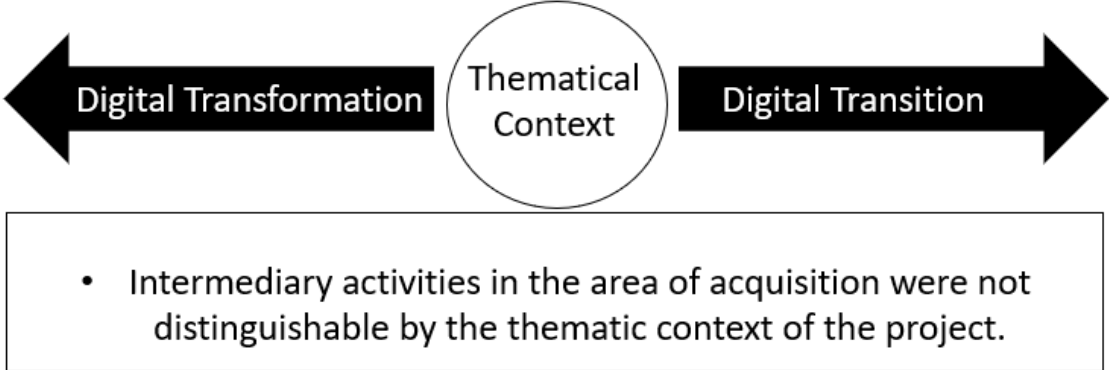 Digital Transformation
Thematical
Context
Digital Transition
• Intermediary activities in the area of acquisition were not
distinguishable by the thematic context of the project.